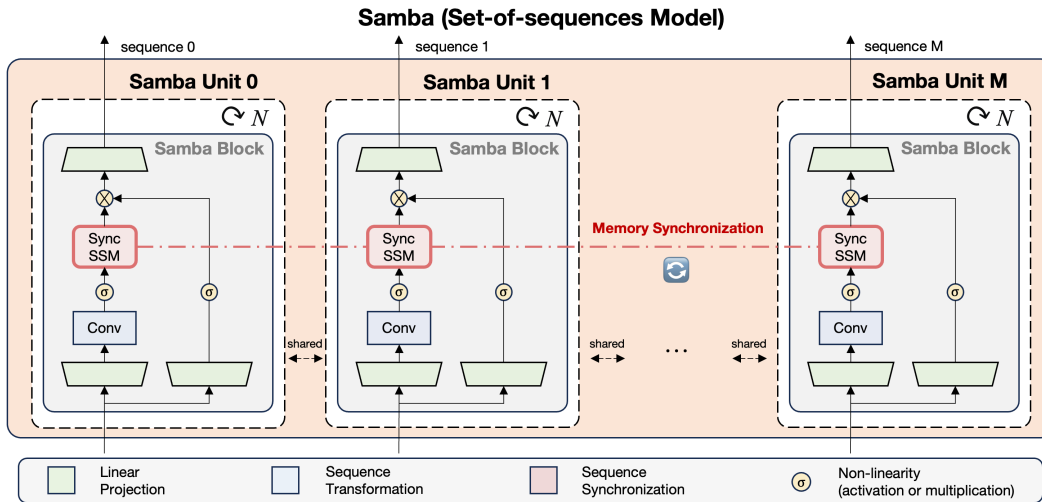 Samba (Set-of-sequences Model)
sequence 0
sequence 1
sequence M
Samba Unit 0
Samba Unit 1
Samba Unit M
N
N
N
Samba Block
Samba Block
Samba Block
X
X
X
Sync
SSM
Sync
SSM
Memory Synchronization
Sync
SSM
σ
σ
σ
σ
σ
σ
Conv
Conv
Conv
shared
shared
...
shared
Linear
Projection
Sequence
Transformation
Sequence
Synchronization
σ
Non-linearity
(activation or multiplication)